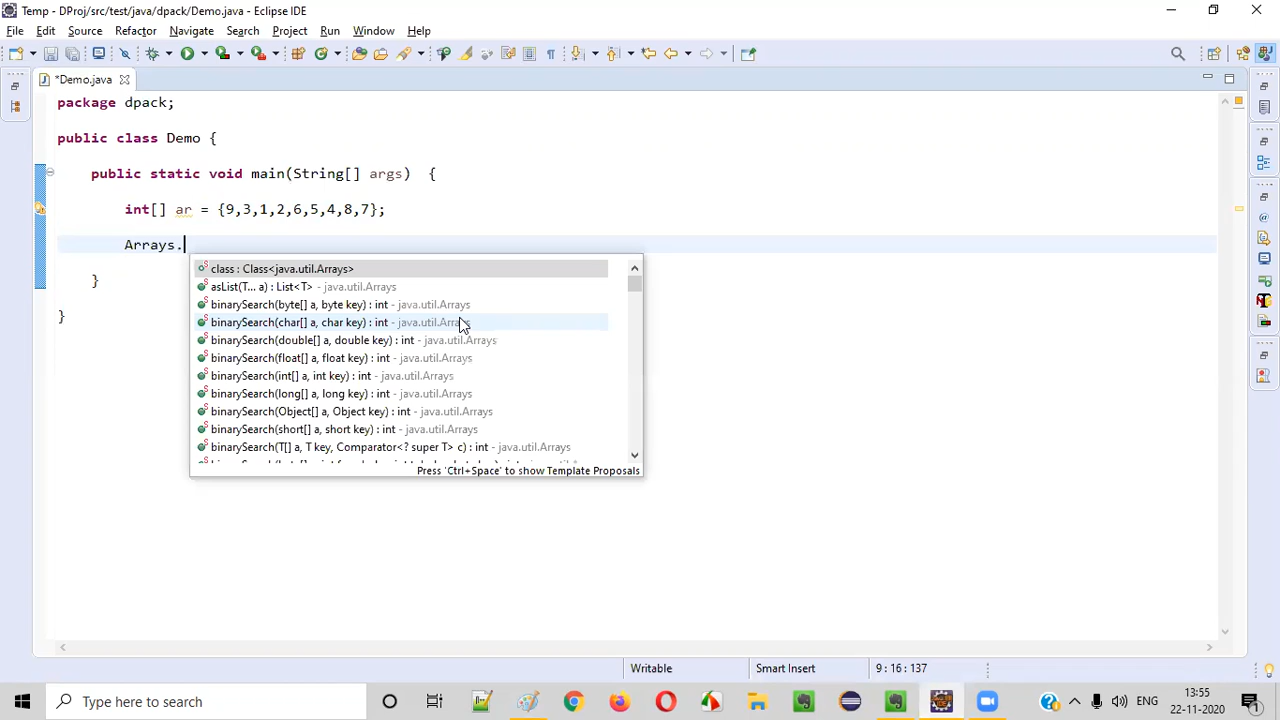 Temp - DProj/src/test/java/dpack/Demo.java - Eclipse IDE
File Edit Source Refactor Navigate Search Project Run Window Help
*Demo.java
package dpack;
public class Demo {
public static void main(String[] args) {
int[] ar = {9,3,1,2,6,5,4,8,7};
Arrays.
class : Class<java.util.Arrays>
asList(T... a) : List<T> - java.util.Arrays
binarySearch(byte[] a, byte key) : int - java.util.Arrays
binarySearch(char[] a, char key) : int - java.util.Arrays
binarySearch(double[] a, double key) : int - java.util.Arrays
binarySearch(float[] a, float key) : int - java.util.Arrays
binarySearch(int[] a, int key) : int - java.util.Arrays
binarySearch(long[] a, long key) : int - java.util.Arrays
binarySearch(Object[] a, Object key) : int - java.util.Arrays
binarySearch(short[] a, short key) : int - java.util.Arrays
binarySearch(T[] a, T key, Comparator<? super T> c) : int - java.util.Arrays
Press 'Ctrl+Space' to show Template Proposals
}
}
Writable Smart Insert 9 : 16 : 137
Type here to search
ENG
13:55
22-11-2020